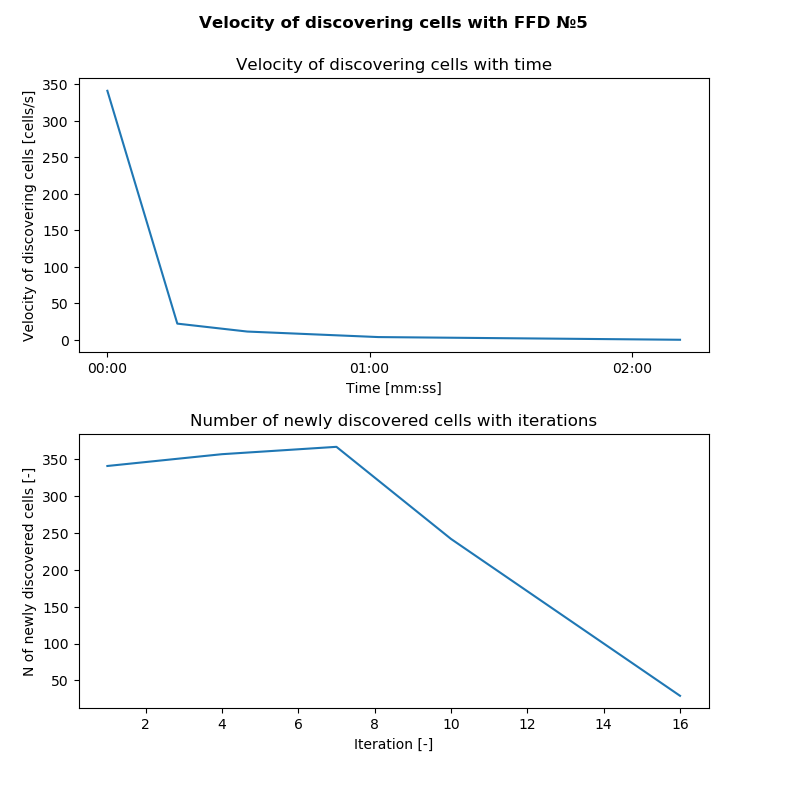 Velocity of discovering cells with FFD №5
Velocity of discovering cells with time
Velocity of discovering cells [cells/s]
350
300
250
200
150
100
50
0
00:00 01:00 02:00
Time [mm:ss]
Number of newly discovered cells with iterations
N of newly discovered cells [-]
350
300
250
200
150
100
50
2 4 6 8 10 12 14 16
Iteration [-]